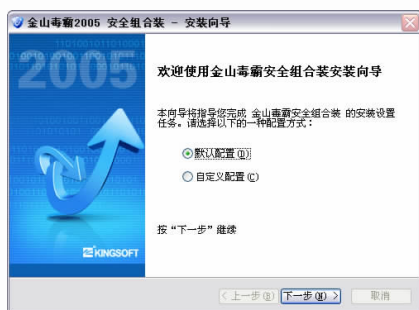 金山毒霸2005 安全组合装 - 安装向导
2005
欢迎使用金山毒霸安全组合装安装向导
本向导将指导您完成 金山毒霸安全组合装 的安装设置
任务。请选择以下的一种配置方式：
默认配置(D)
自定义配置(C)
按“下一步”继续
KINGSOFT
< 上一步(B) 下一步(N) > 取消